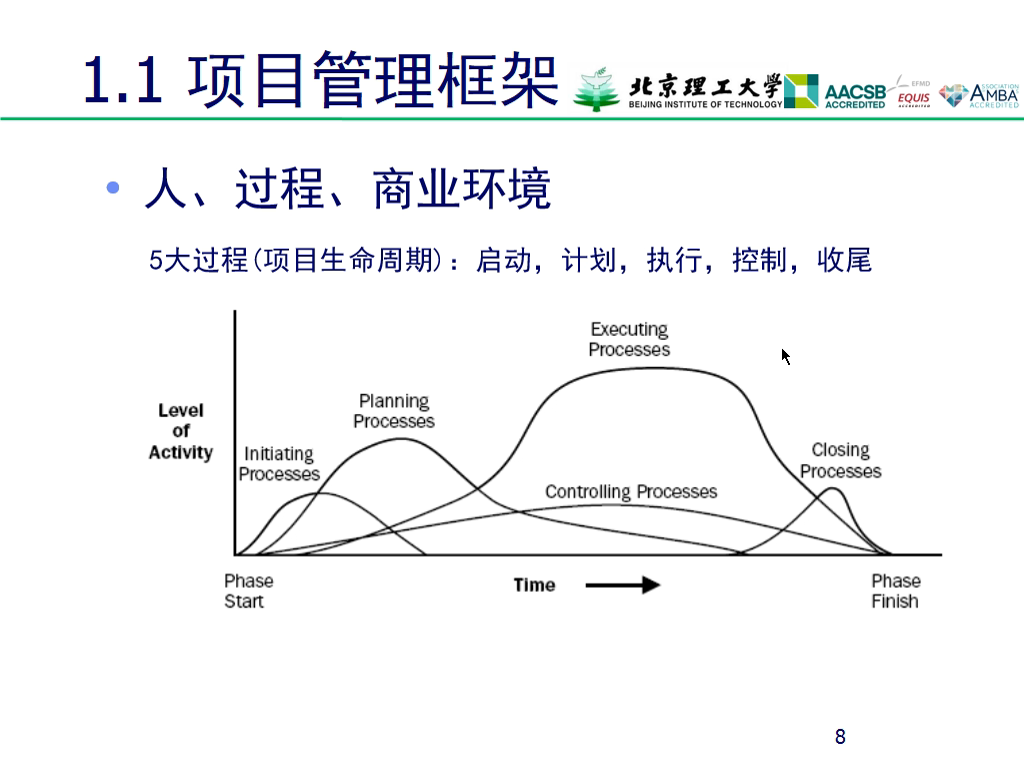 1.1 项目管理框架
北京理工大学
BEIJING INSTITUTE OF TECHNOLOGY
AACSB
ACCREDITED
EFMD
EQUIS
ACCREDITED
ASSOCIATION
AMBA
ACCREDITED
• 人、过程、商业环境
5大过程(项目生命周期)：启动，计划，执行，控制，收尾
Executing
Processes
Planning
Processes
Level
of
Activity
Initiating
Processes
Closing
Processes
Controlling Processes
Phase
Start
Time
Phase
Finish
8